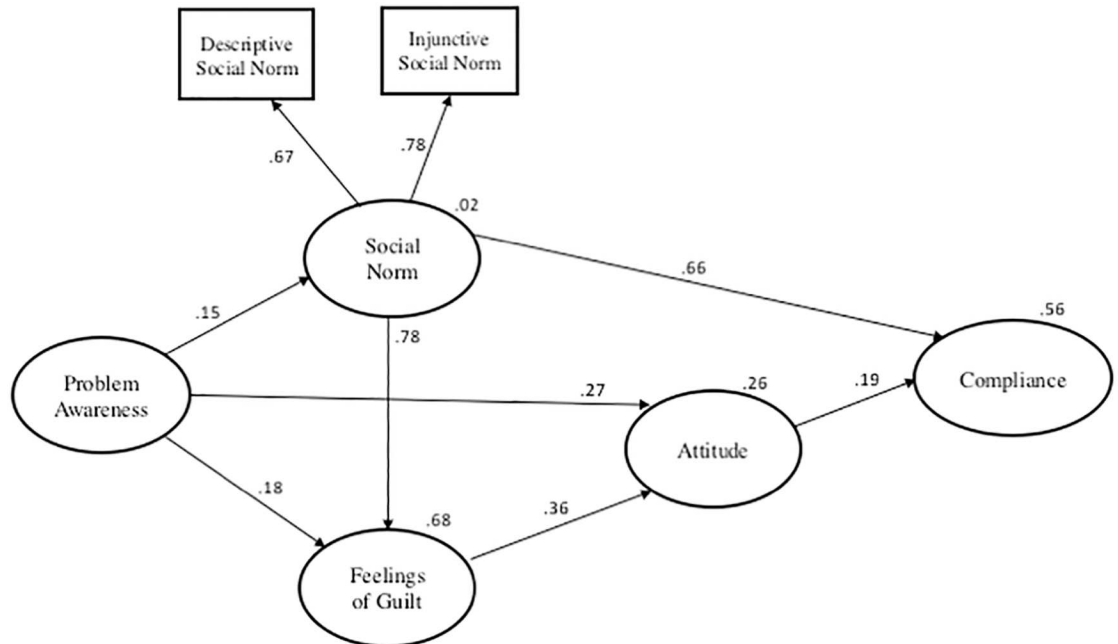 Descriptive
Social Norm
Injunctive
Social Norm
.67
.78
.02
Social
Norm
.66
.15
.78
.56
Problem
Awareness
.27
.26
.19
Compliance
Attitude
.18
.68
.36
Feelings
of Guilt